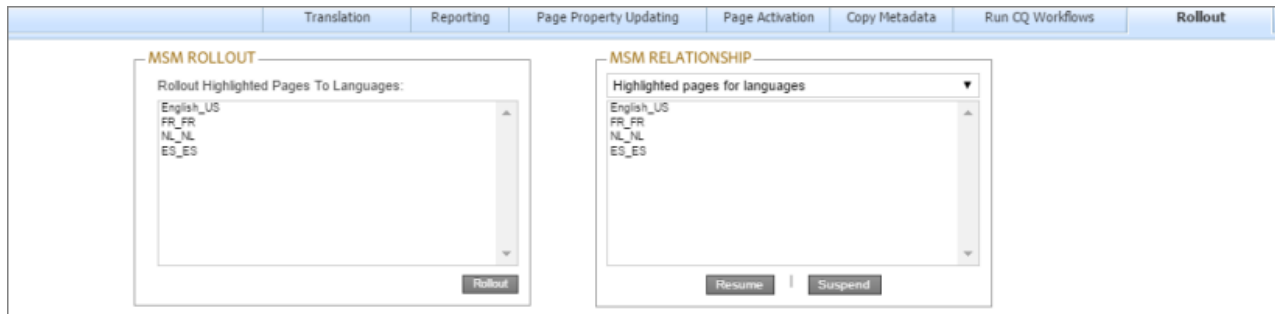 Translation Reporting Page Property Updating Page Activation Copy Metadata Run CQ Workflows Rollout
MSM ROLLOUT
Rollout Highlighted Pages To Languages:
English_US
FR_FR
NL_NL
ES_ES
Rollout
MSM RELATIONSHIP
Highlighted pages for languages
English_US
FR_FR
NL_NL
ES_ES
Resume | Suspend